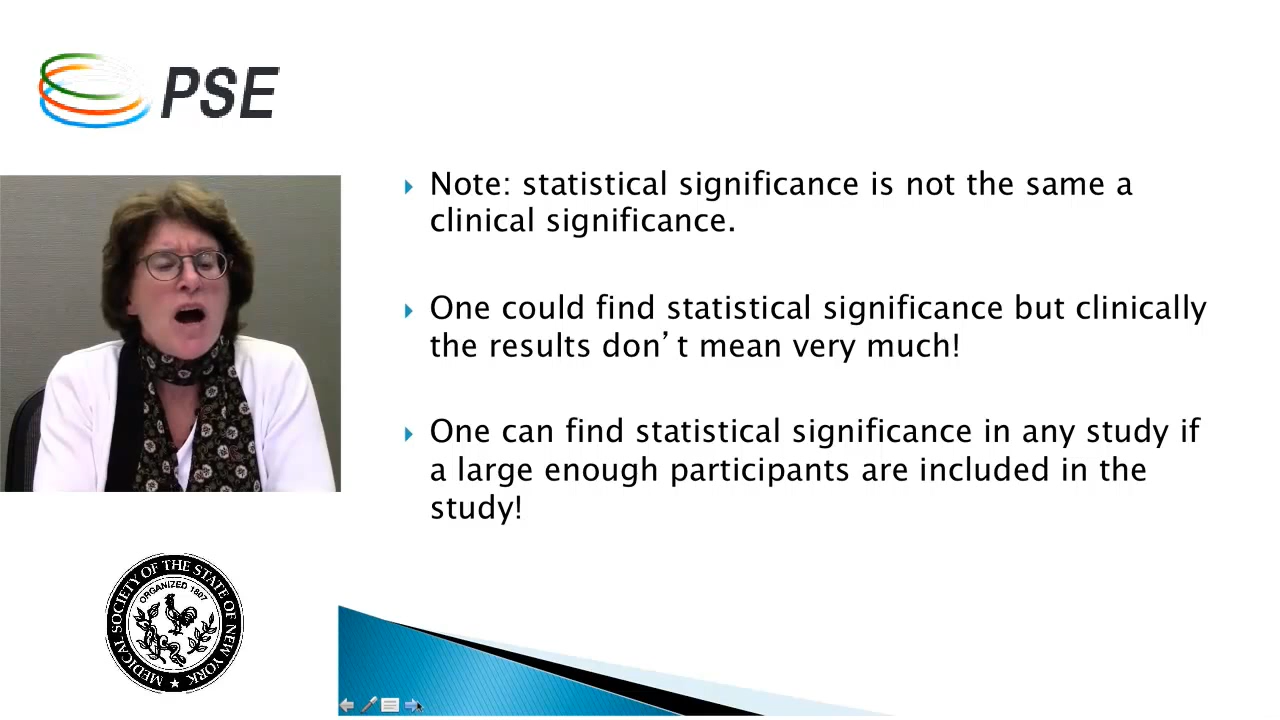 PSE
Note: statistical significance is not the same a
clinical significance.
One could find statistical significance but clinically
the results don’t mean very much!
One can find statistical significance in any study if
a large enough participants are included in the
study!
MEDICAL SOCIETY OF THE STATE OF NEW YORK
ORGANIZED 1807